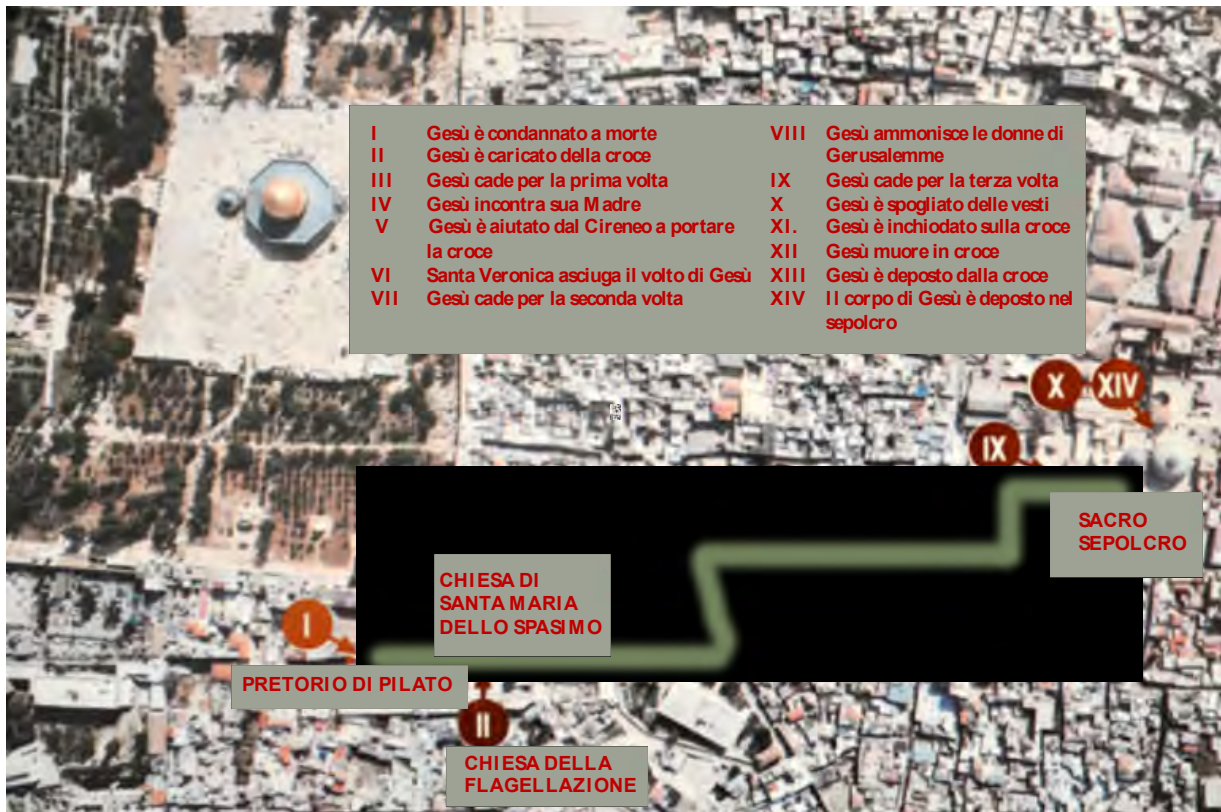 I Gesù è condannato a morte
II Gesù è caricato della croce
III Gesù cade per la prima volta
IV Gesù incontra sua Madre
V Gesù è aiutato dal Cireneo a portare
la croce
VI Santa Veronica asciuga il volto di Gesù
VII Gesù cade per la seconda volta
VIII Gesù ammonisce le donne di
Gerusalemme
IX Gesù cade per la terza volta
X Gesù è spogliato delle vesti
XI. Gesù è inchiodato sulla croce
XII Gesù muore in croce
XIII Gesù è deposto dalla croce
XIV Il corpo di Gesù è deposto nel
sepolcro
X - XIV
IX
SACRO
SEPOLCRO
CHIESA DI
SANTA MARIA
DELLO SPASIMO
I
PRETORIO DI PILATO
II
CHIESA DELLA
FLAGELLAZIONE